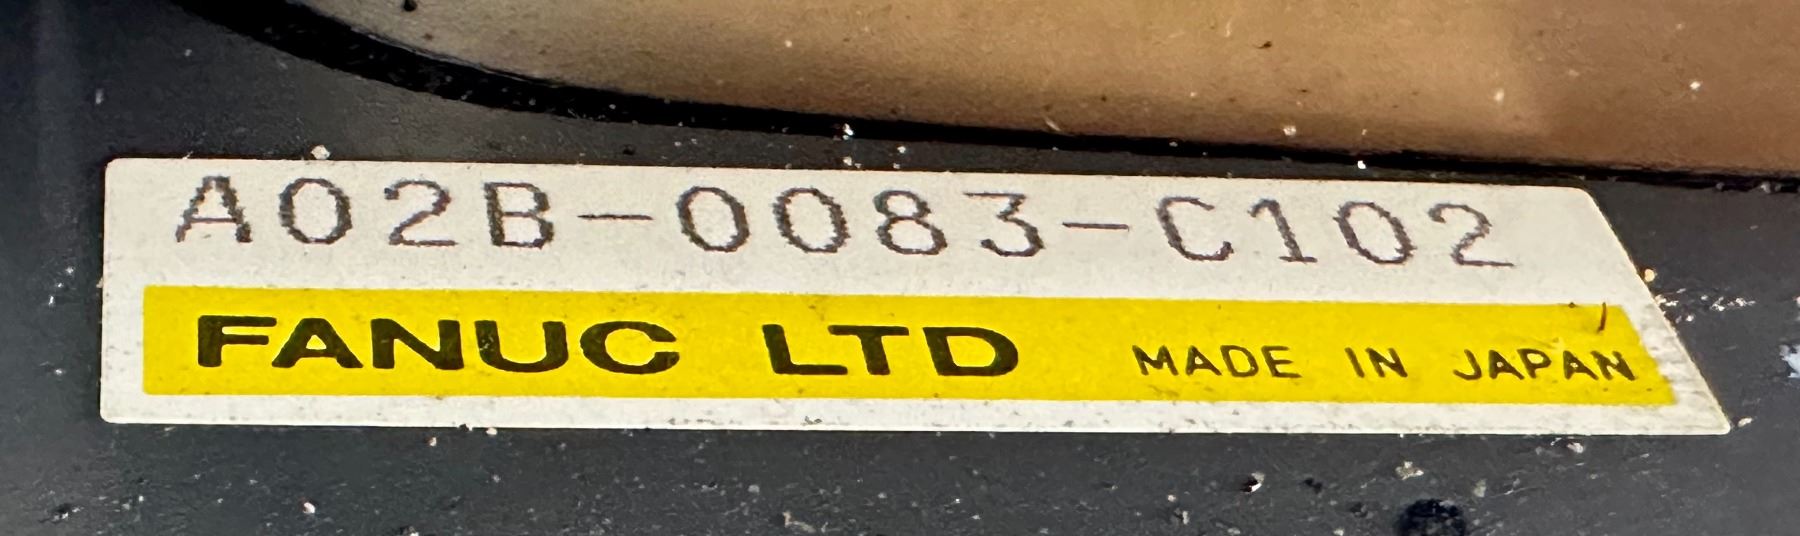 A02B-0083-C102
FANUC LTD MADE IN JAPAN